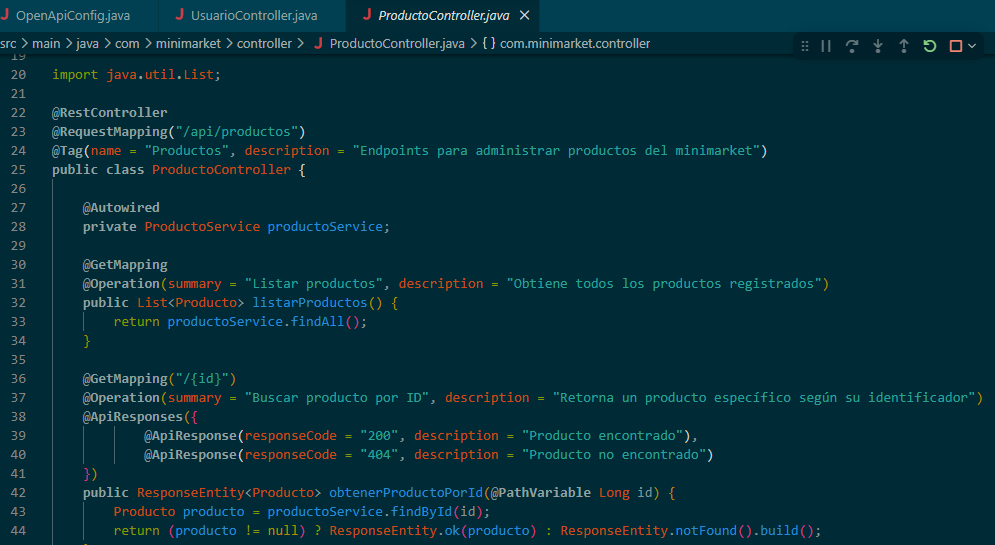 J OpenApiConfig.java J UsuarioController.java J ProductoController.java ×
src > main > java > com > minimarket > controller > J ProductoController.java > {} com.minimarket.controller
19
20 import java.util.List;
21
22 @RestController
23 @RequestMapping("/api/productos")
24 @Tag(name = "Productos", description = "Endpoints para administrar productos del minimarket")
25 public class ProductoController {
26
27     @Autowired
28     private ProductoService productoService;
29
30     @GetMapping
31     @Operation(summary = "Listar productos", description = "Obtiene todos los productos registrados")
32     public List<Producto> listarProductos() {
33         return productoService.findAll();
34     }
35
36     @GetMapping("/{id}")
37     @Operation(summary = "Buscar producto por ID", description = "Retorna un producto específico según su identificador")
38     @ApiResponses({
39             @ApiResponse(responseCode = "200", description = "Producto encontrado"),
40             @ApiResponse(responseCode = "404", description = "Producto no encontrado")
41     })
42     public ResponseEntity<Producto> obtenerProductoPorId(@PathVariable Long id) {
43         Producto producto = productoService.findById(id);
44         return (producto != null) ? ResponseEntity.ok(producto) : ResponseEntity.notFound().build();